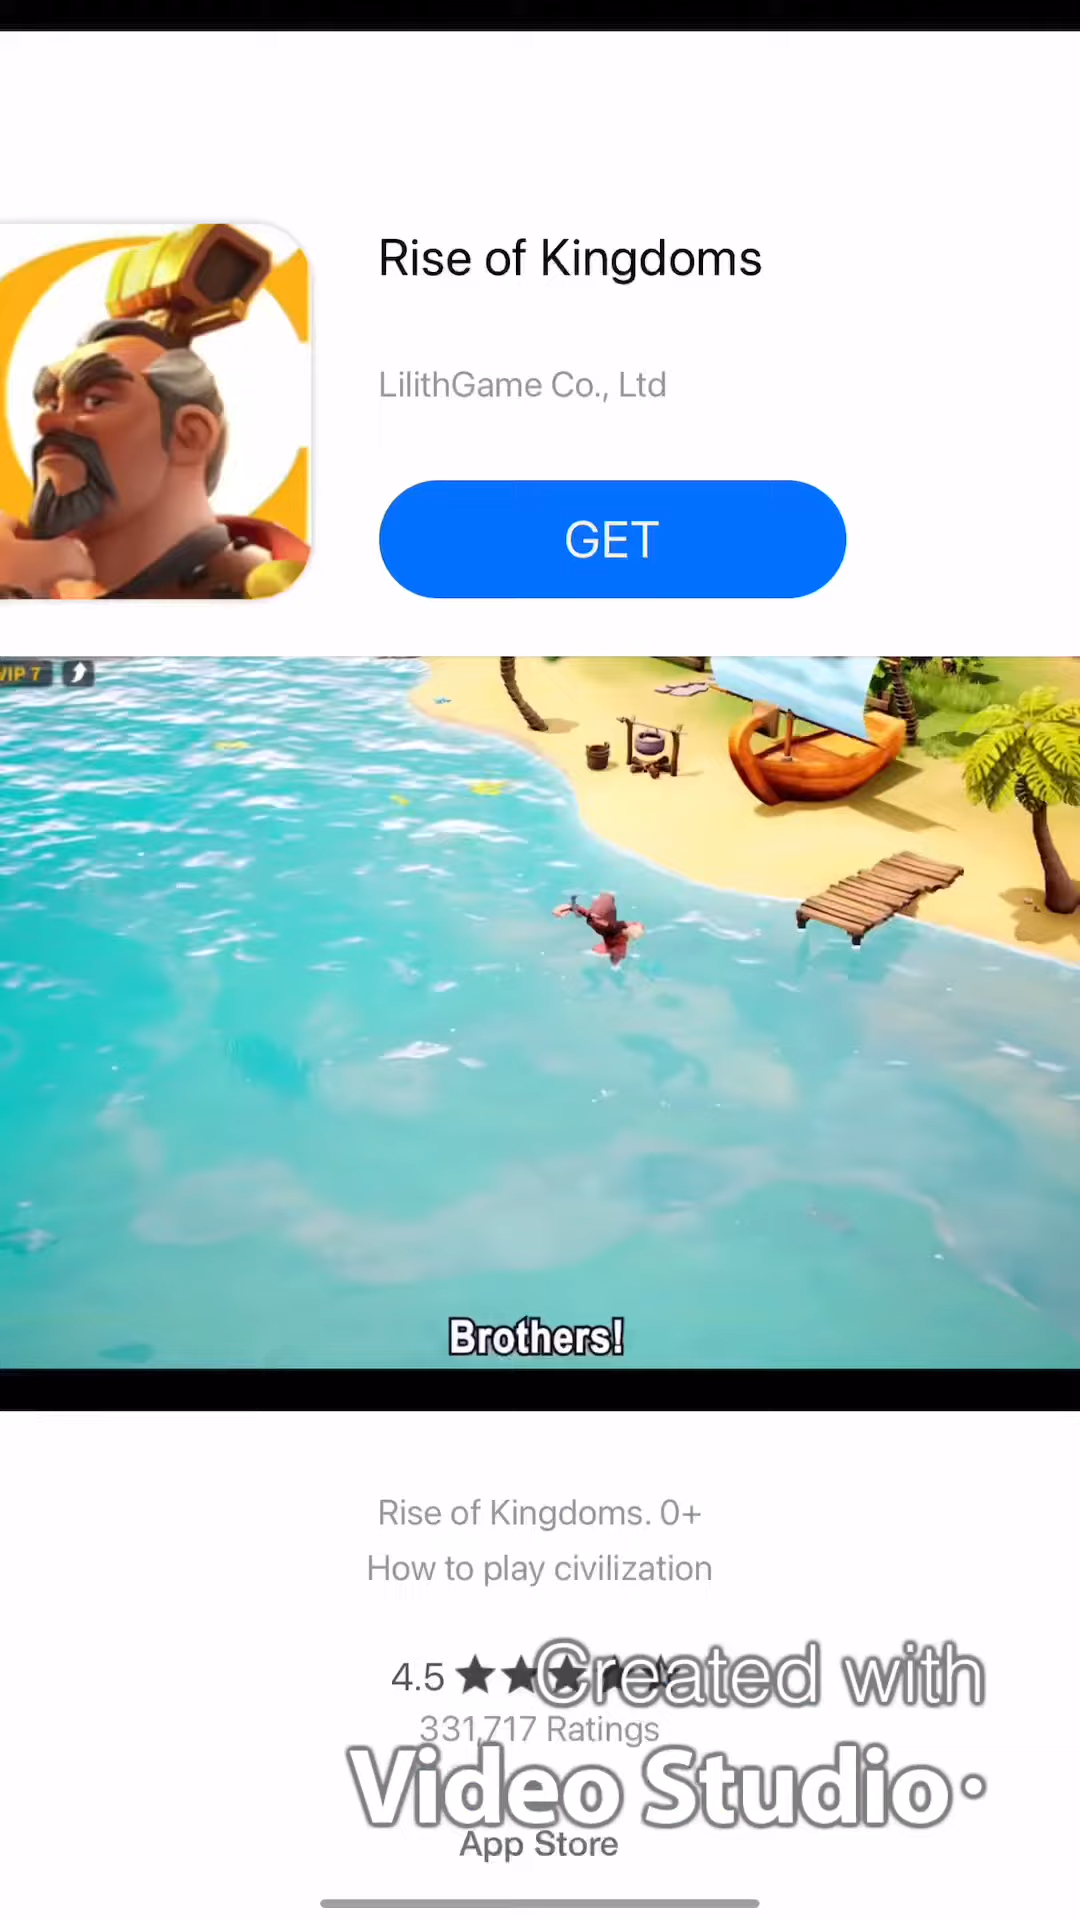 Rise of Kingdoms
LilithGame Co., Ltd
GET
VIP 7
Brothers!
Rise of Kingdoms. 0+
How to play civilization
4.5
Created with
331,717 Ratings
Video Studio
App Store